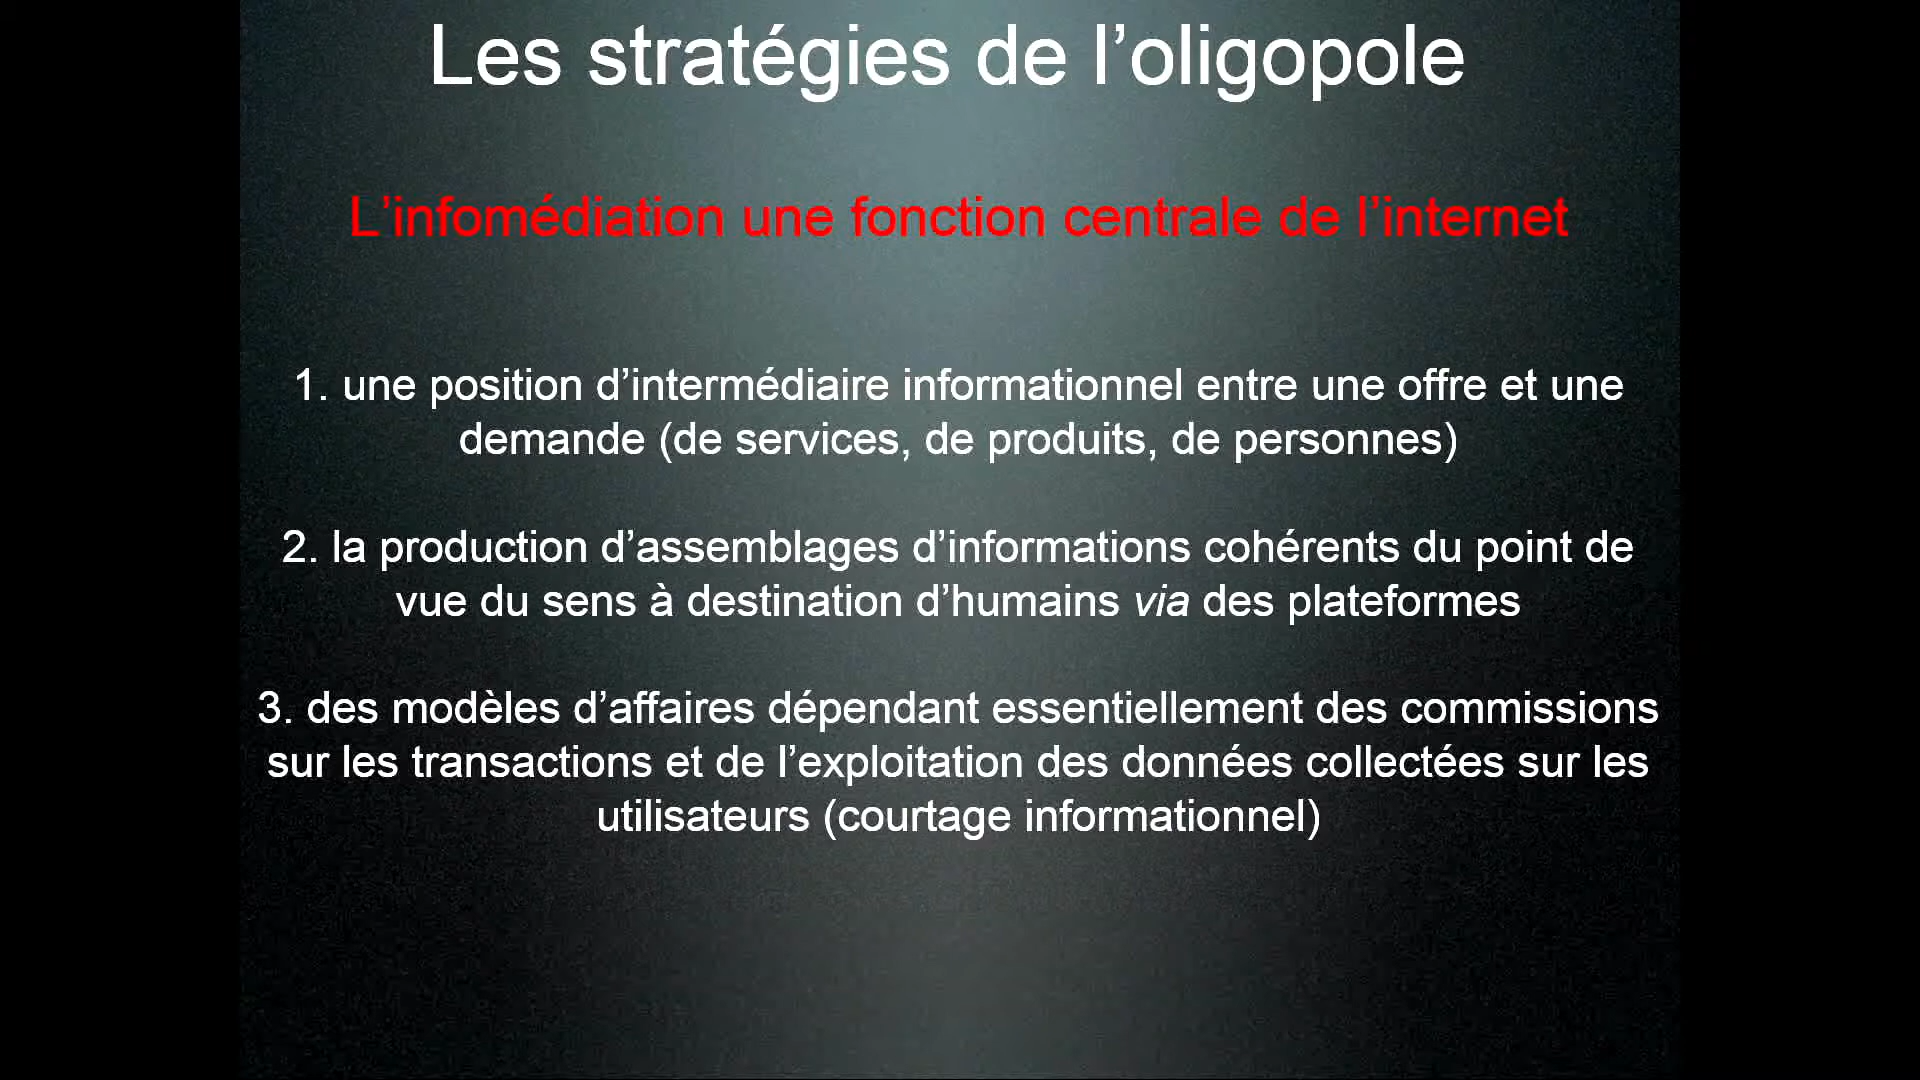 Les stratégies de l’oligopole
L’infomédiation une fonction centrale de l’internet
1. une position d’intermédiaire informationnel entre une offre et une
demande (de services, de produits, de personnes)
2. la production d’assemblages d’informations cohérents du point de
vue du sens à destination d’humains via des plateformes
3. des modèles d’affaires dépendant essentiellement des commissions
sur les transactions et de l’exploitation des données collectées sur les
utilisateurs (courtage informationnel)